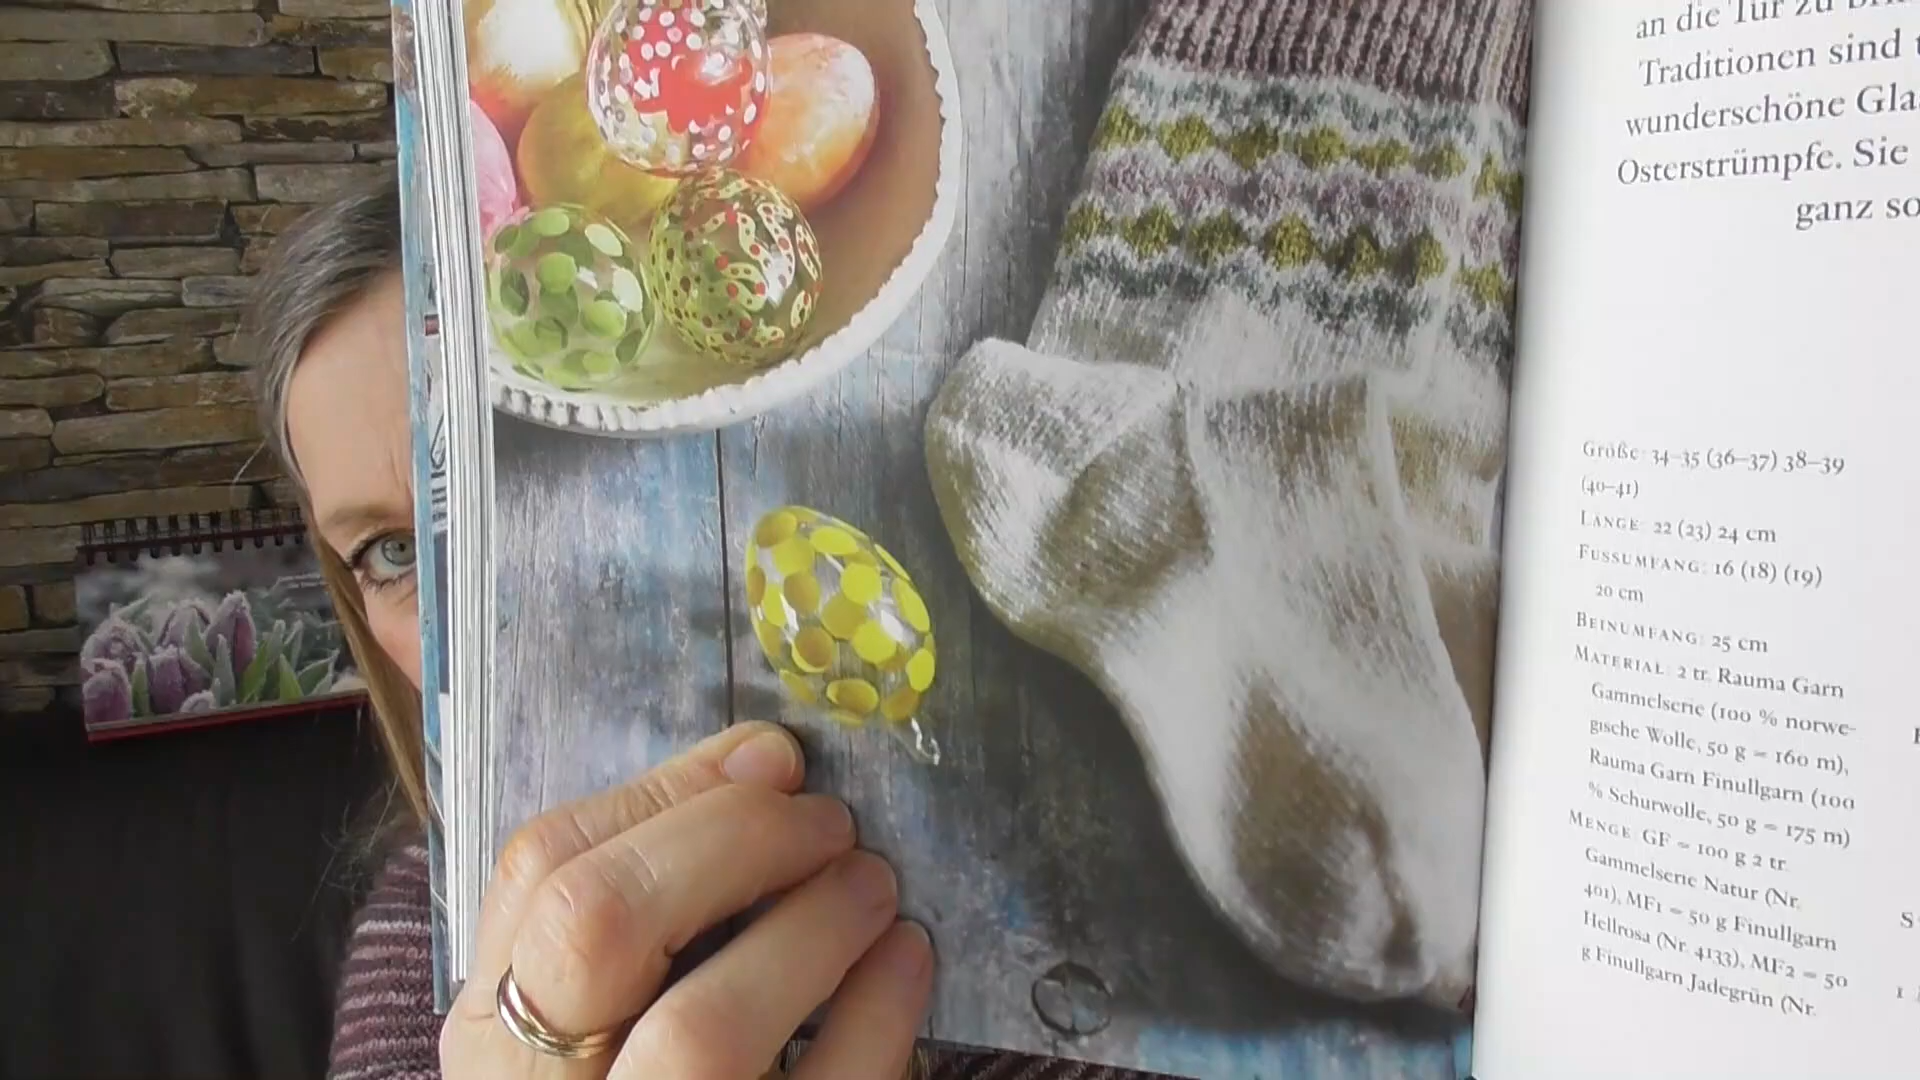 an die Tür zu
Traditionen sind
wunderschöne
Osterstrümpfe. Sie
ganz
Größe: 34–35 (36–37) 38–39
(40–41)
Länge: 22 (23) 24 cm
Fussumfang: 16 (18) (19)
20 cm
Beinumfang: 25 cm
Material: 2 tr. Rauma Garn
Gammelserie (100 % norwe-
gische Wolle, 50 g = 160 m),
Rauma Garn Finullgarn (100
% Schurwolle, 50 g = 175 m)
Menge: GF = 100 g 2 tr.
Gammelserie Natur (Nr.
401), MF1 = 50 g Finullgarn
Hellrosa (Nr. 4133), MF2 = 50
g Finullgarn Jadegrün (Nr.